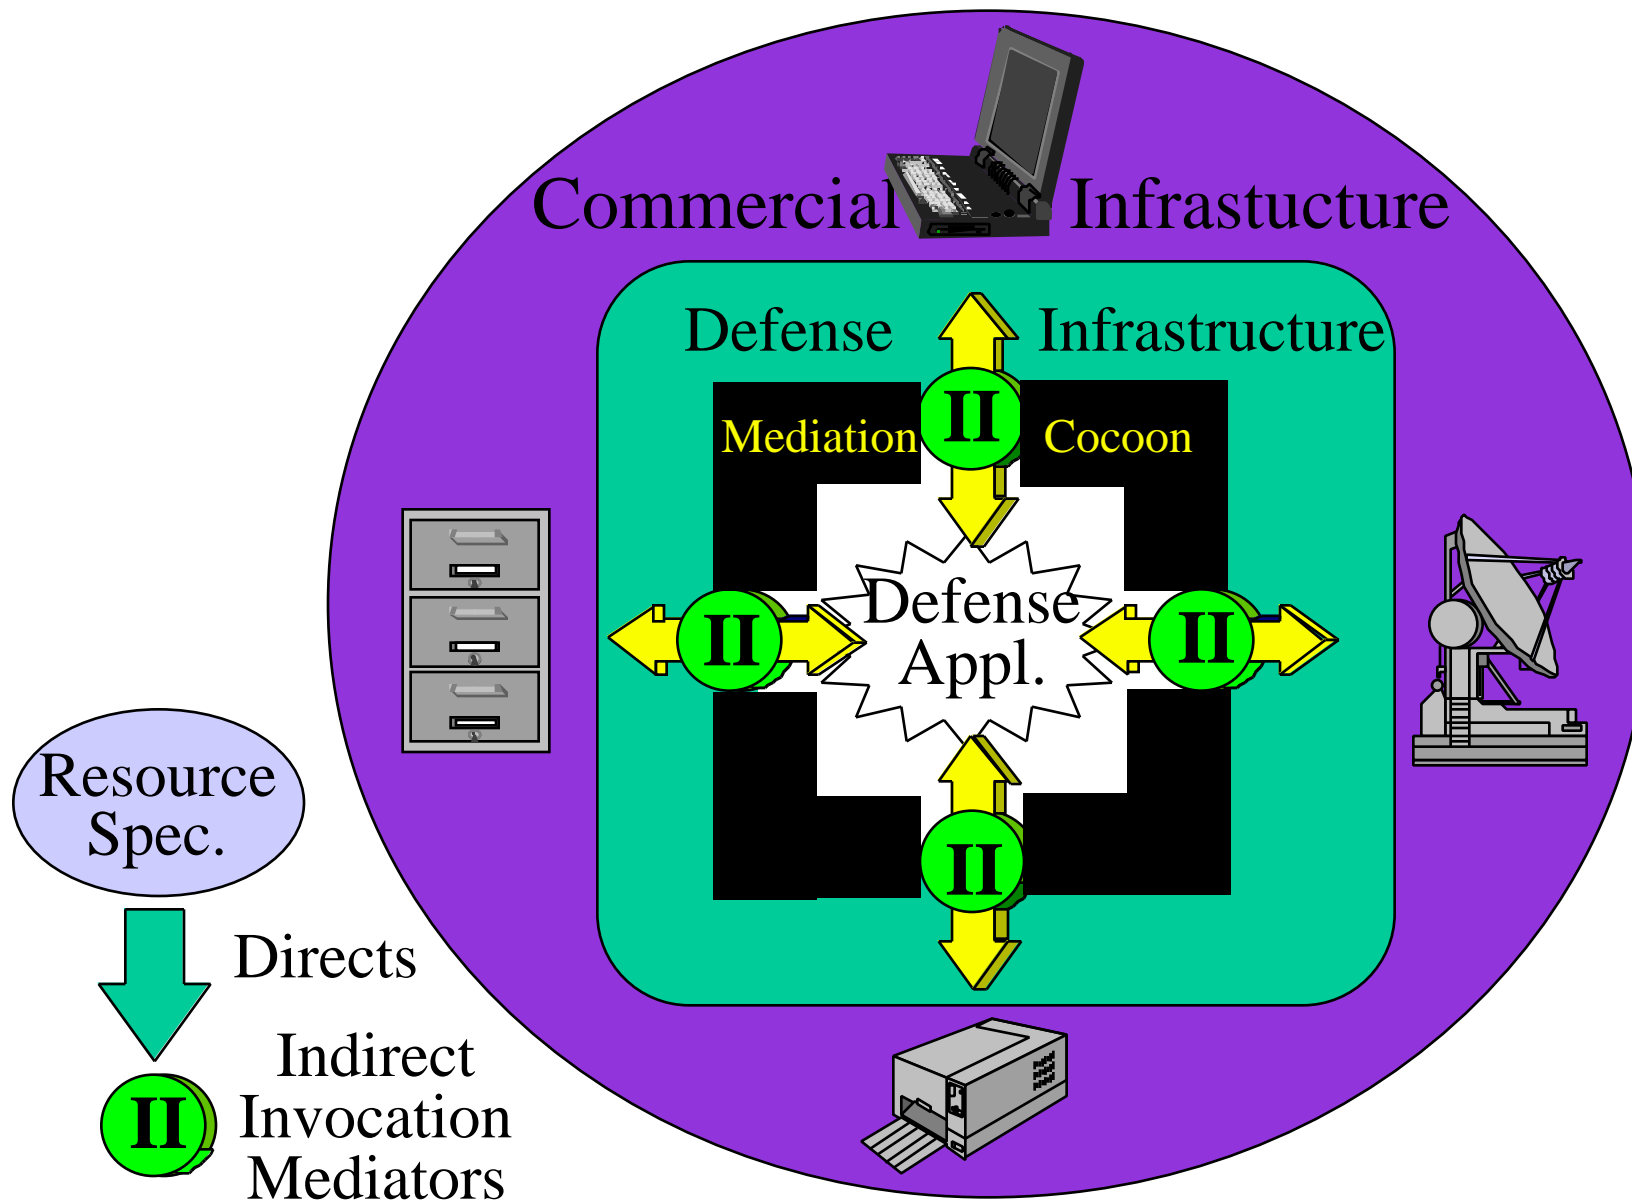 Commercial Infrastucture
Defense Infrastructure
II
Mediation Cocoon
Defense
Appl.
II
II
II
Resource
Spec.
Directs
Indirect
Invocation
Mediators
II